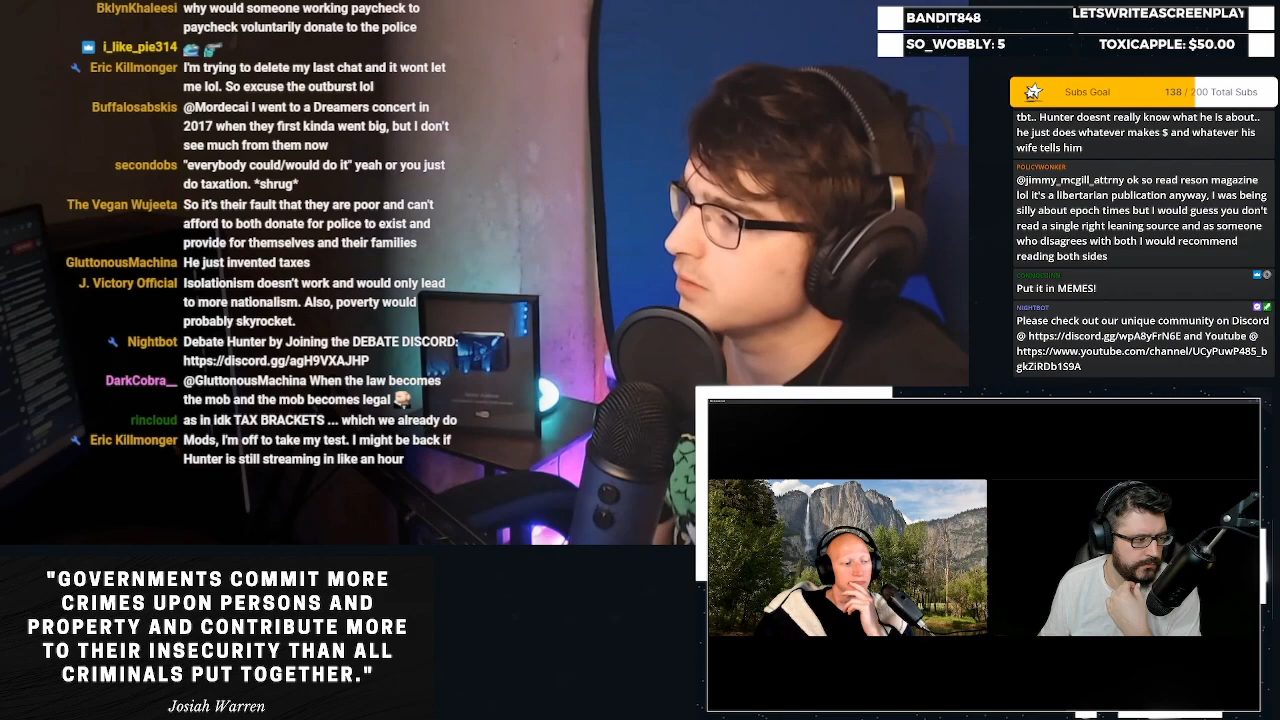 BklynKhaleesi why would someone working paycheck to
paycheck voluntarily donate to the police
i_like_pie314
Eric Killmonger I'm trying to delete my last chat and it wont let
me lol. So excuse the outburst lol
Buffalosabskis @Mordecai I went to a Dreamers concert in
2017 when they first kinda went big, but I don't
see much from them now
secondobs "everybody could/would do it" yeah or you just
do taxation. *shrug*
The Vegan Wujeeta So it's their fault that they are poor and can't
afford to both donate for police to exist and
provide for themselves and their families
GluttonousMachina He just invented taxes
J. Victory Official Isolationism doesn't work and would only lead
to more nationalism. Also, poverty would
probably skyrocket.
Nightbot Debate Hunter by Joining the DEBATE DISCORD:
https://discord.gg/agH9VXAJHP
DarkCobra__ @GluttonousMachina When the law becomes
the mob and the mob becomes legal
rincloud as in idk TAX BRACKETS ... which we already do
Eric Killmonger Mods, I'm off to take my test. I might be back if
Hunter is still streaming in like an hour
"GOVERNMENTS COMMIT MORE
CRIMES UPON PERSONS AND
PROPERTY AND CONTRIBUTE MORE
TO THEIR INSECURITY THAN ALL
CRIMINALS PUT TOGETHER."
Josiah Warren
BANDIT848
LETSWRITEASCREENPLAY
SO_WOBBLY: 5
TOXICAPPLE: $50.00
Subs Goal 138 / 200 Total Subs
tbt.. Hunter doesnt really know what he is about..
he just does whatever makes $ and whatever his
wife tells him
POLICYWONKER
@jimmy_mcgill_attrny ok so read reson magazine
lol it's a libertarian publication anyway, I was being
silly about epoch times but I would guess you don't
read a single right leaning source and as someone
who disagrees with both I would recommend
reading both sides
Put it in MEMES!
NIGHTBOT
Please check out our unique community on Discord
@ https://discord.gg/wpA8yFrN6E and Youtube @
https://www.youtube.com/channel/UCyPuwP485_b
gkZiRDb1S9A